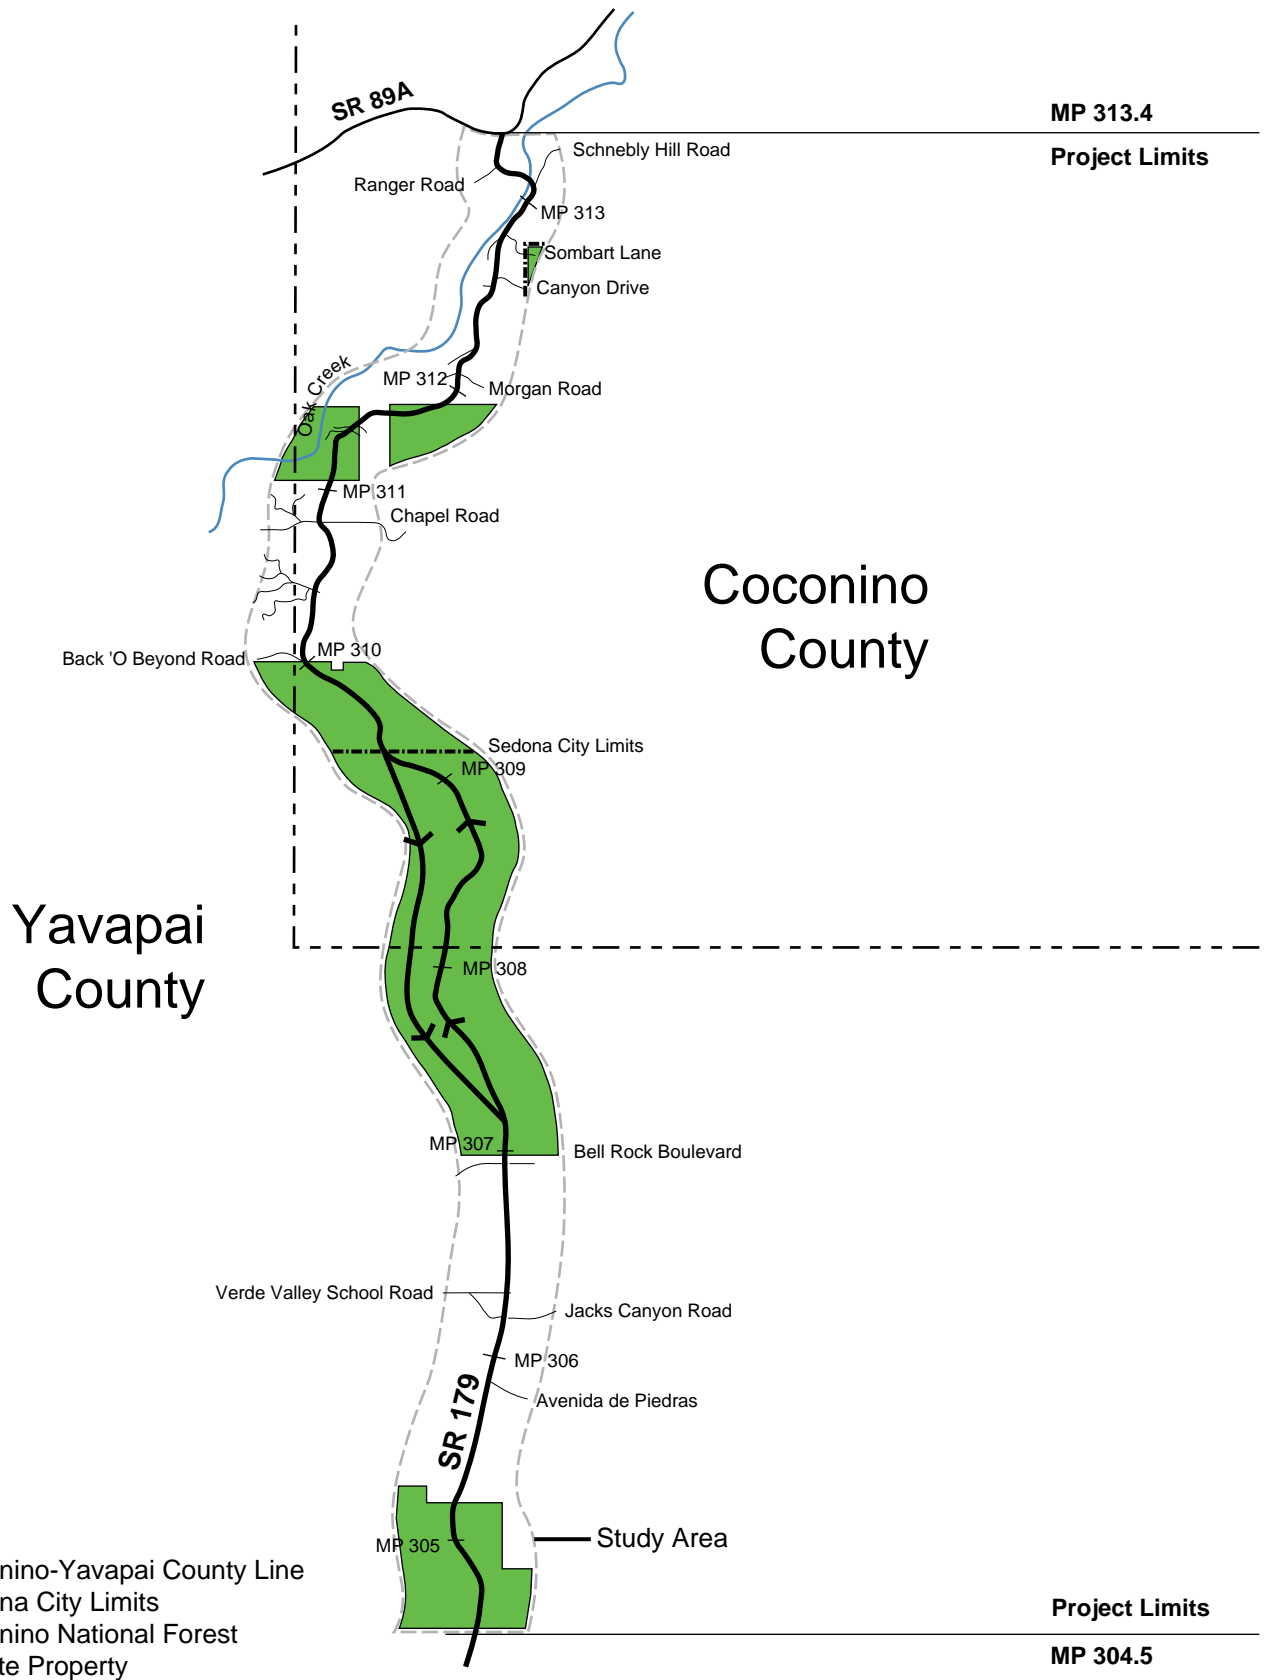 SR 89A
MP 313.4
Project Limits
Schnebly Hill Road
Ranger Road
MP 313
Sombart Lane
Canyon Drive
Oak Creek
MP 312
Morgan Road
MP 311
Chapel Road
Coconino
County
Back 'O Beyond Road
MP 310
Sedona City Limits
MP 309
Yavapai
County
MP 308
MP 307
Bell Rock Boulevard
Verde Valley School Road
Jacks Canyon Road
MP 306
Avenida de Piedras
SR 179
MP 305
Study Area
nino-Yavapai County Line
na City Limits
nino National Forest
te Property
Project Limits
MP 304.5